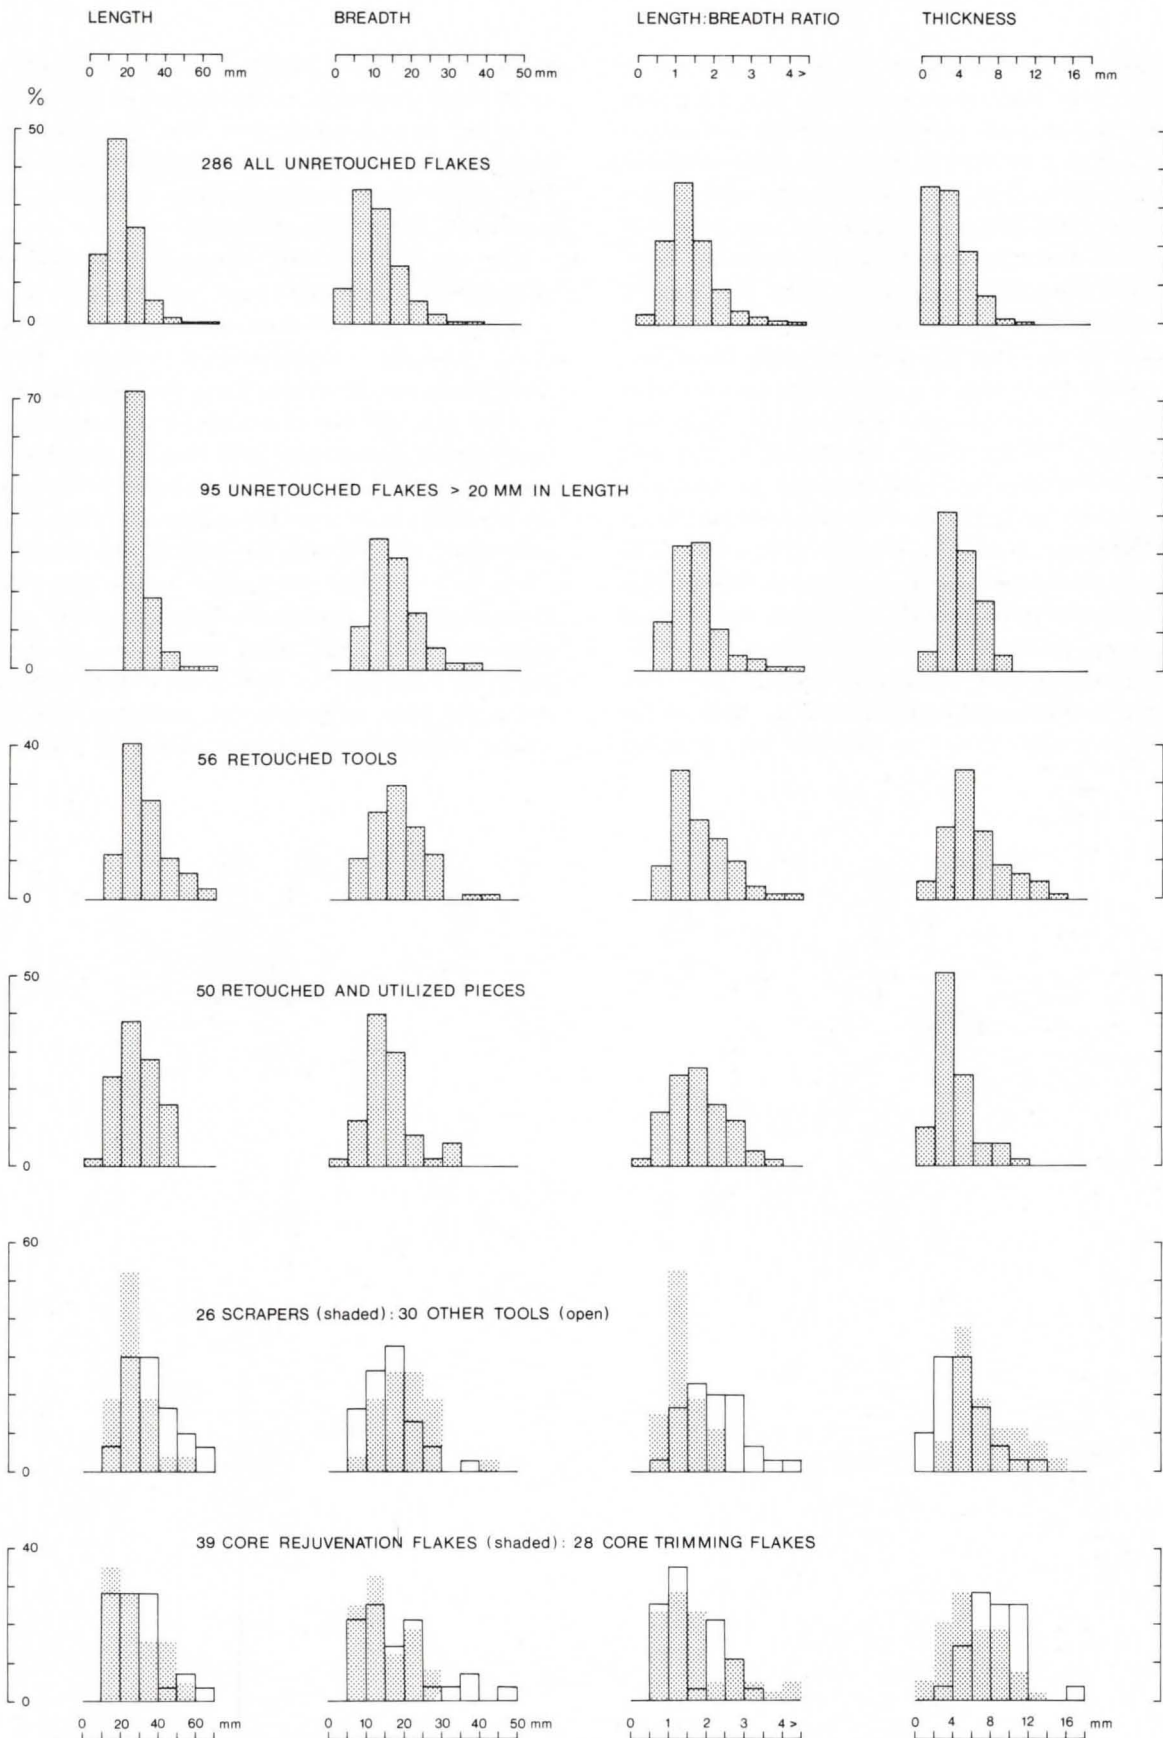 LENGTH BREADTH LENGTH:BREADTH RATIO THICKNESS
0 20 40 60 mm 0 10 20 30 40 50 mm 0 1 2 3 4 > 0 4 8 12 16 mm
%
50
286 ALL UNRETOUCHED FLAKES
0
70
95 UNRETOUCHED FLAKES > 20 MM IN LENGTH
0
40
56 RETOUCHED TOOLS
0
50
50 RETOUCHED AND UTILIZED PIECES
0
60
26 SCRAPERS (shaded): 30 OTHER TOOLS (open)
0
39 CORE REJUVENATION FLAKES (shaded): 28 CORE TRIMMING FLAKES
40
0
0 20 40 60 mm 0 10 20 30 40 50 mm 0 1 2 3 4 > 0 4 8 12 16 mm